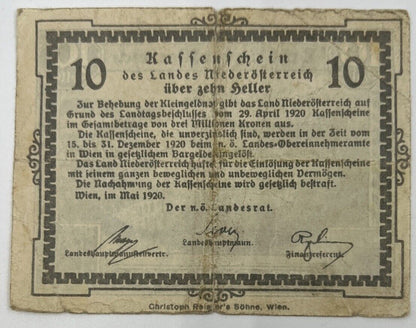 Kassenschein
10 des Landes Niederösterreich 10
über zehn Heller
Zur Behebung der Kleingeldnot gibt das Land Niederösterreich auf
Grund des Landtagsbeschlusses vom 29. April 1920 Kassenscheine
im Gesamtbetrage von drei Millionen Kronen aus.
Die Kassenscheine, die unverzinslich sind, werden in der Zeit vom
15. bis 31. Dezember 1920 beim n. ö. Landes-Obereinnehmeramte
in Wien in gesetzlichem Bargelde eingelöst.
Das Land Niederösterreich haftet für die Einlösung der Kassenscheine
mit seinem ganzen beweglichen und unbeweglichen Vermögen.
Die Nachahmung der Kassenscheine wird gesetzlich bestraft.
Wien, im Mai 1920.
Der n. ö. Landesrat.
Landeshauptmannstellvertr. Landeshauptmann. Finanzreferent.
Christoph Reisser's Söhne, Wien.